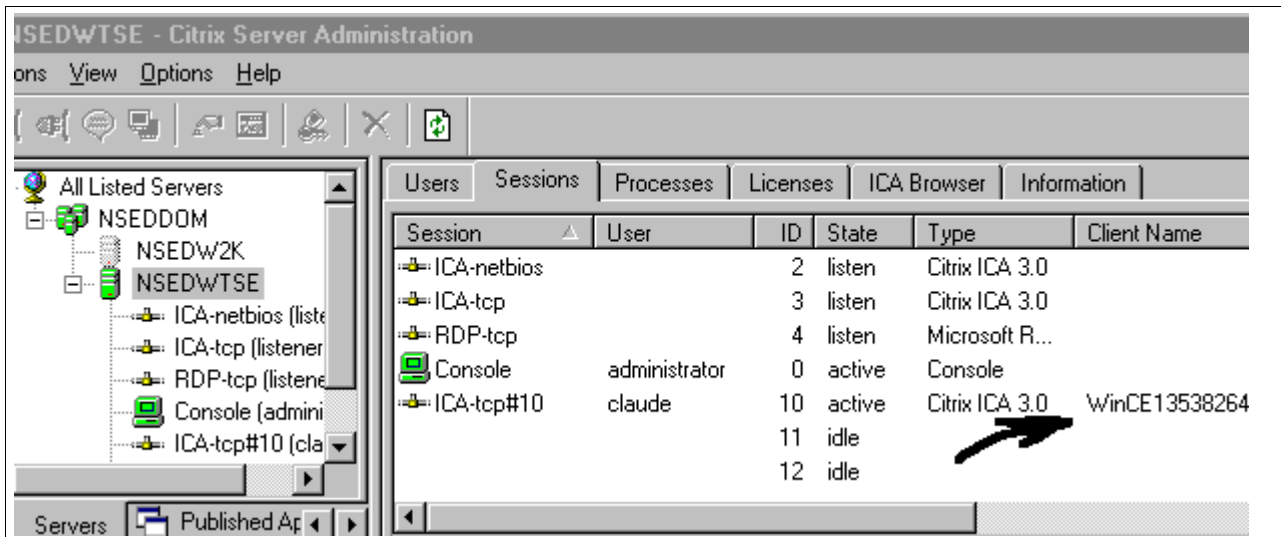 NSEDWTSE - Citrix Server Administration
ons View Options Help
All Listed Servers
NSEDDOM
NSEDW2K
NSEDWTSE
ICA-netbios (liste
ICA-tcp (listener
RDP-tcp (listene
Console (admini
ICA-tcp#10 (cla
Servers Published Ap
Users Sessions Processes Licenses ICA Browser Information
Session User ID State Type Client Name
ICA-netbios 2 listen Citrix ICA 3.0
ICA-tcp 3 listen Citrix ICA 3.0
RDP-tcp 4 listen Microsoft R...
Console administrator 0 active Console
ICA-tcp#10 claude 10 active Citrix ICA 3.0 WinCE13538264
11 idle
12 idle